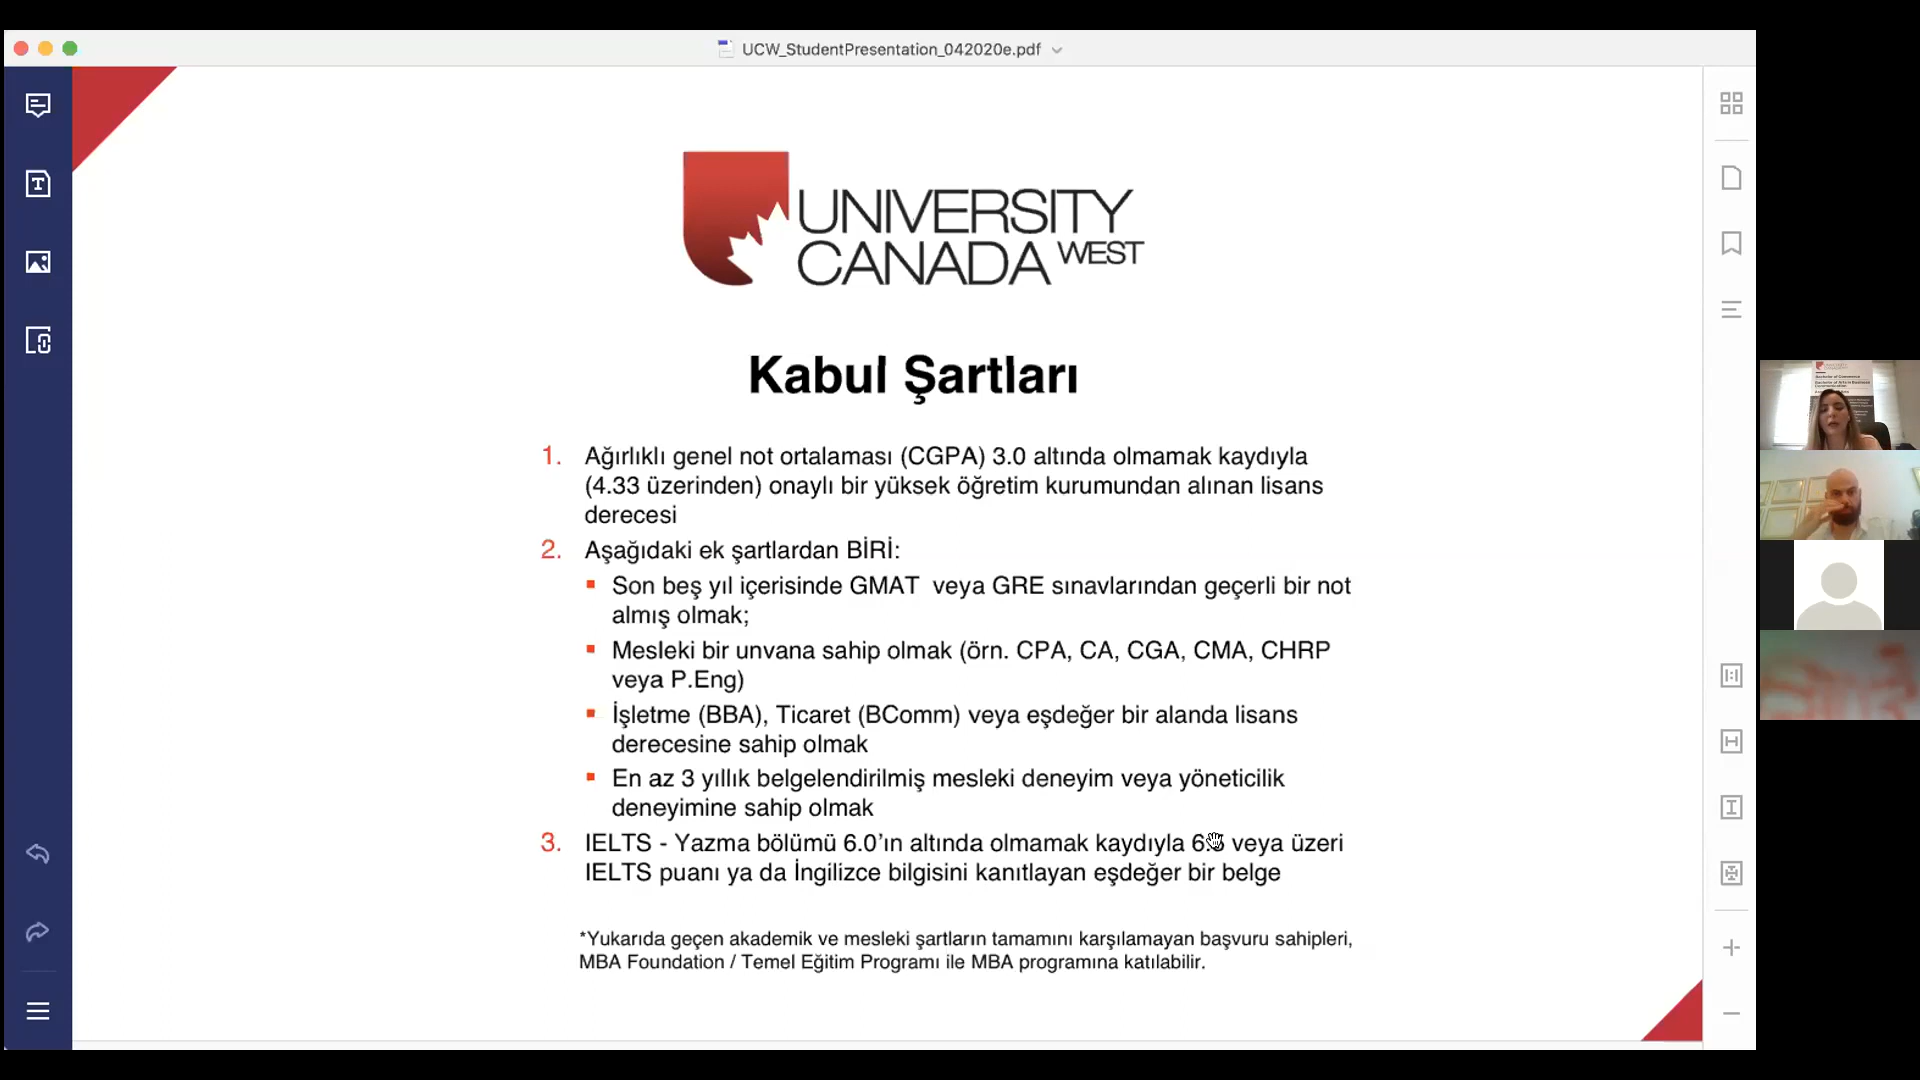 UCW_StudentPresentation_042020e.pdf
UNIVERSITY
CANADA WEST
Kabul Şartları
1. Ağırlıklı genel not ortalaması (CGPA) 3.0 altında olmamak kaydıyla
(4.33 üzerinden) onaylı bir yüksek öğretim kurumundan alınan lisans
derecesi
2. Aşağıdaki ek şartlardan BİRİ:
▪ Son beş yıl içerisinde GMAT veya GRE sınavlarından geçerli bir not
almış olmak;
▪ Mesleki bir unvana sahip olmak (örn. CPA, CA, CGA, CMA, CHRP
veya P.Eng)
▪ İşletme (BBA), Ticaret (BComm) veya eşdeğer bir alanda lisans
derecesine sahip olmak
▪ En az 3 yıllık belgelendirilmiş mesleki deneyim veya yöneticilik
deneyimine sahip olmak
3. IELTS - Yazma bölümü 6.0’ın altında olmamak kaydıyla 6.5 veya üzeri
IELTS puanı ya da İngilizce bilgisini kanıtlayan eşdeğer bir belge
*Yukarıda geçen akademik ve mesleki şartların tamamını karşılamayan başvuru sahipleri,
MBA Foundation / Temel Eğitim Programı ile MBA programına katılabilir.